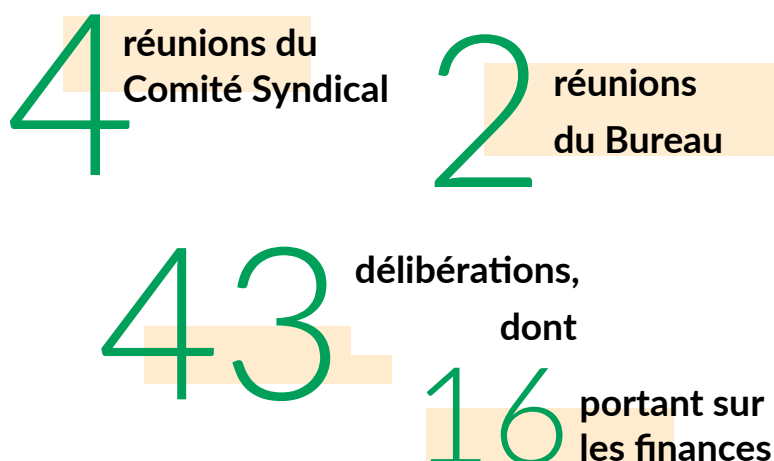 4 réunions du
Comité Syndical
2 réunions
du Bureau
43 délibérations,
dont
16 portant sur
les finances